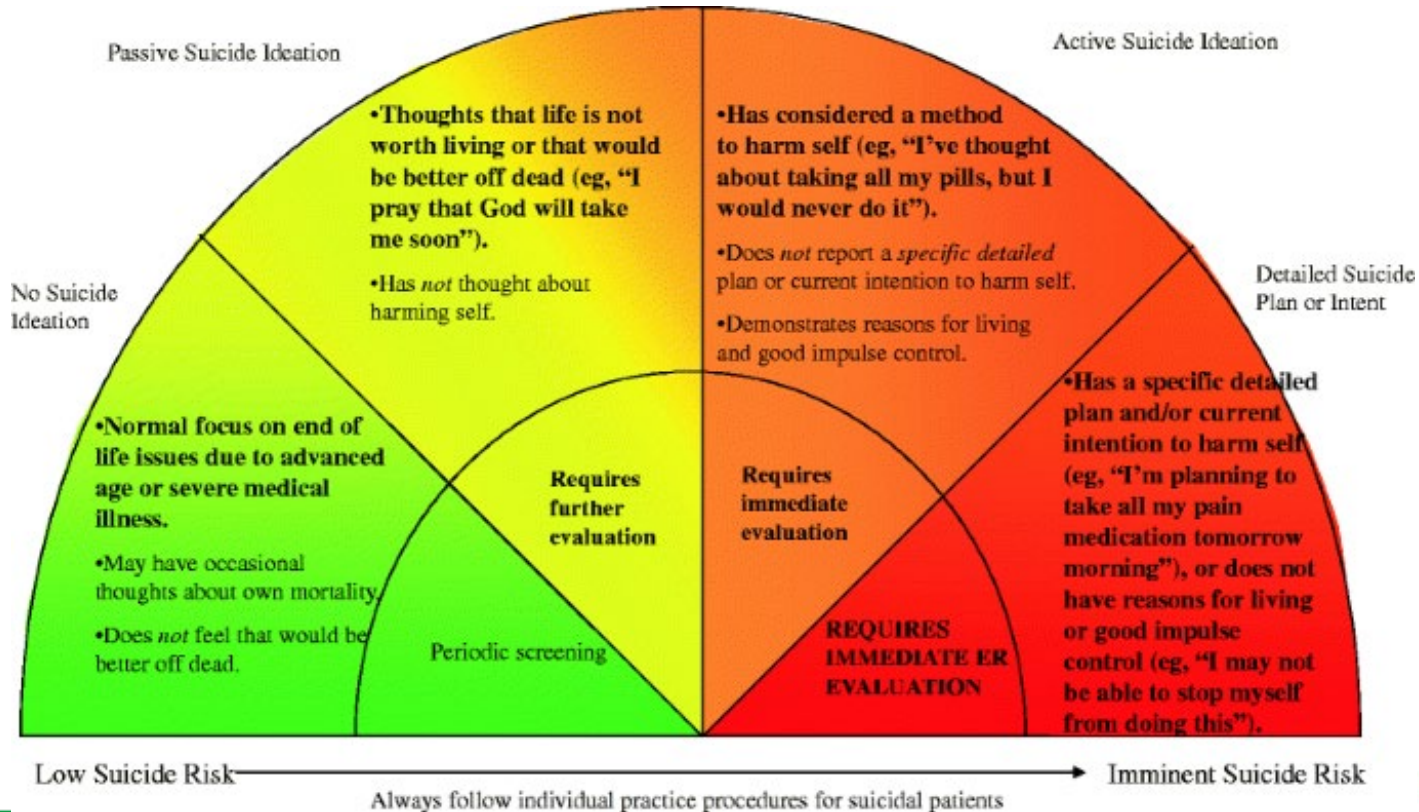 Passive Suicide Ideation
Active Suicide Ideation
No Suicide
Ideation
Detailed Suicide
Plan or Intent
•Normal focus on end of
life issues due to advanced
age or severe medical
illness.
•May have occasional
thoughts about own mortality.
•Does not feel that would be
better off dead.
Periodic screening
•Thoughts that life is not
worth living or that would
be better off dead (eg, “I
pray that God will take
me soon”).
•Has not thought about
harming self.
Requires
further
evaluation
•Has considered a method
to harm self (eg, “I’ve thought
about taking all my pills, but I
would never do it”).
•Does not report a specific detailed
plan or current intention to harm self.
•Demonstrates reasons for living
and good impulse control.
Requires
immediate
evaluation
•Has a specific detailed
plan and/or current
intention to harm self
(eg, “I’m planning to
take all my pain
medication tomorrow
morning”), or does not
have reasons for living
or good impulse
control (eg, “I may not
be able to stop myself
from doing this”).
REQUIRES
IMMEDIATE ER
EVALUATION
Low Suicide Risk
Imminent Suicide Risk
Always follow individual practice procedures for suicidal patients